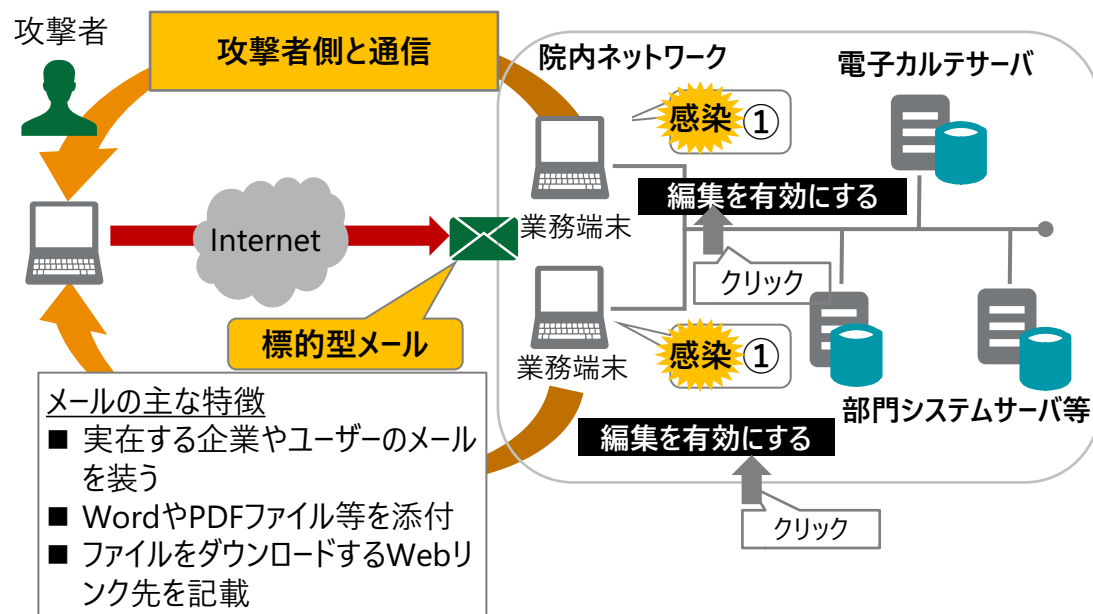 攻撃者
攻撃者側と通信
院内ネットワーク
電子カルテサーバ
感染 ①
編集を有効にする
業務端末
Internet
クリック
標的型メール
感染 ①
業務端末
部門システムサーバ等
メールの主な特徴
■ 実在する企業やユーザーのメール
を装う
■ WordやPDFファイル等を添付
■ ファイルをダウンロードするWebリ
ンク先を記載
編集を有効にする
クリック